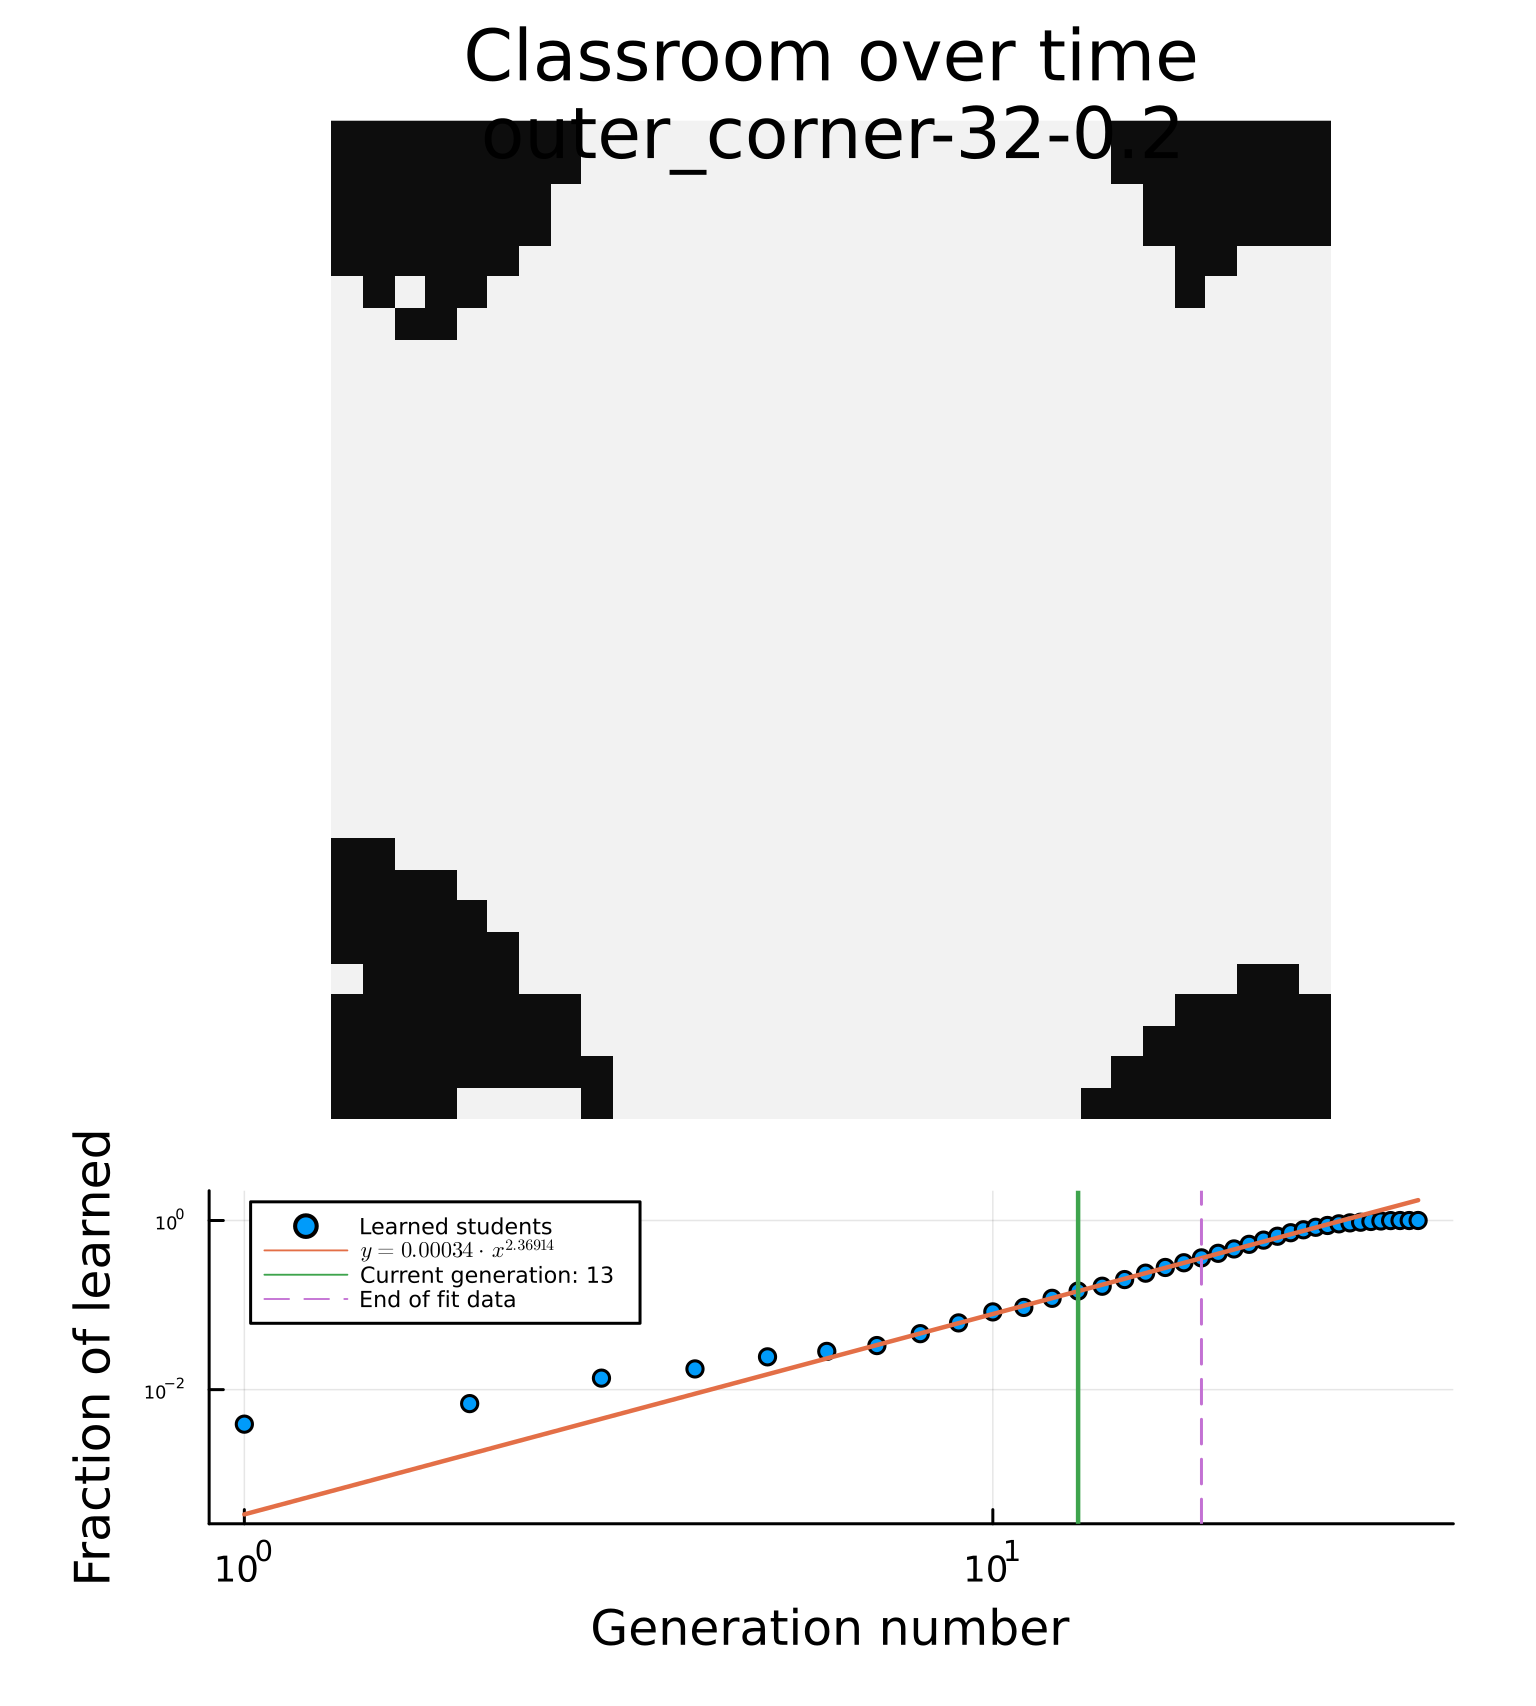 Classroom over time
outer_corner-32-0.2
Fraction of learned
10^0
10^−2
Learned students
y = 0.00034 · x^2.36914
Current generation: 13
End of fit data
10^0
10^1
Generation number